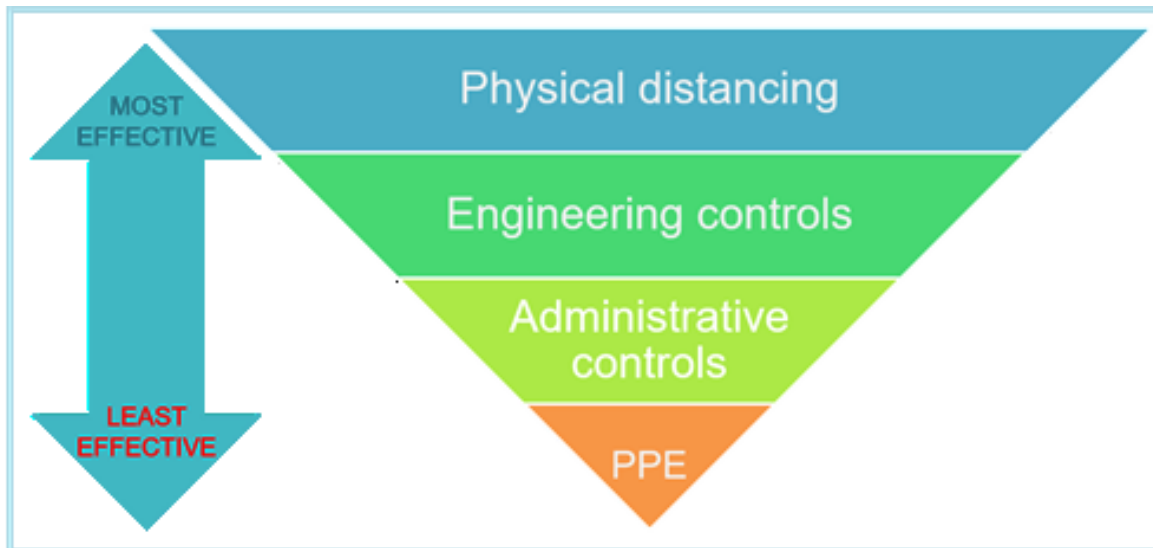 MOST
EFFECTIVE
Physical distancing
Engineering controls
Administrative
controls
LEAST
EFFECTIVE
PPE